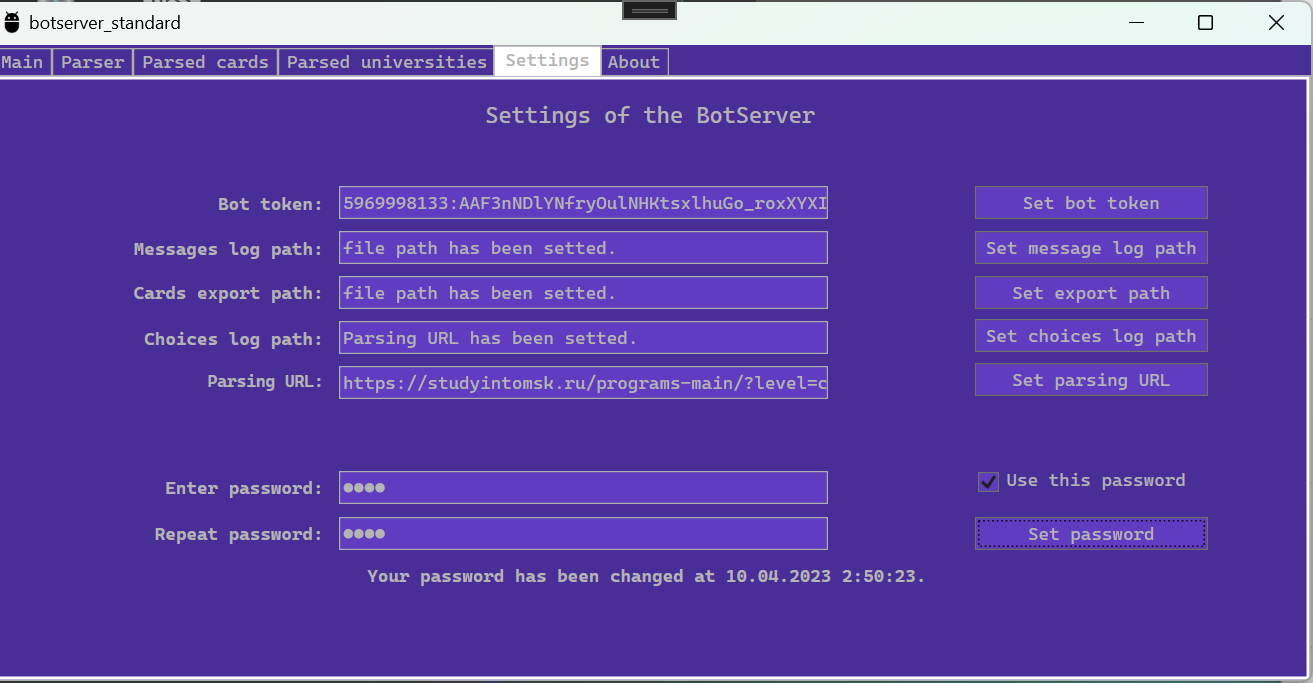 botserver_standard
Main Parser Parsed cards Parsed universities Settings About
Settings of the BotServer
Bot token: 5969998133:AAF3nNDlYNfryOulNHKtsxlhuGo_roxXYXI Set bot token
Messages log path: file path has been setted. Set message log path
Cards export path: file path has been setted. Set export path
Choices log path: Parsing URL has been setted. Set choices log path
Parsing URL: https://studyintomsk.ru/programs-main/?level=c Set parsing URL
Enter password: ●●●● Use this password
Repeat password: ●●●● Set password
Your password has been changed at 10.04.2023 2:50:23.